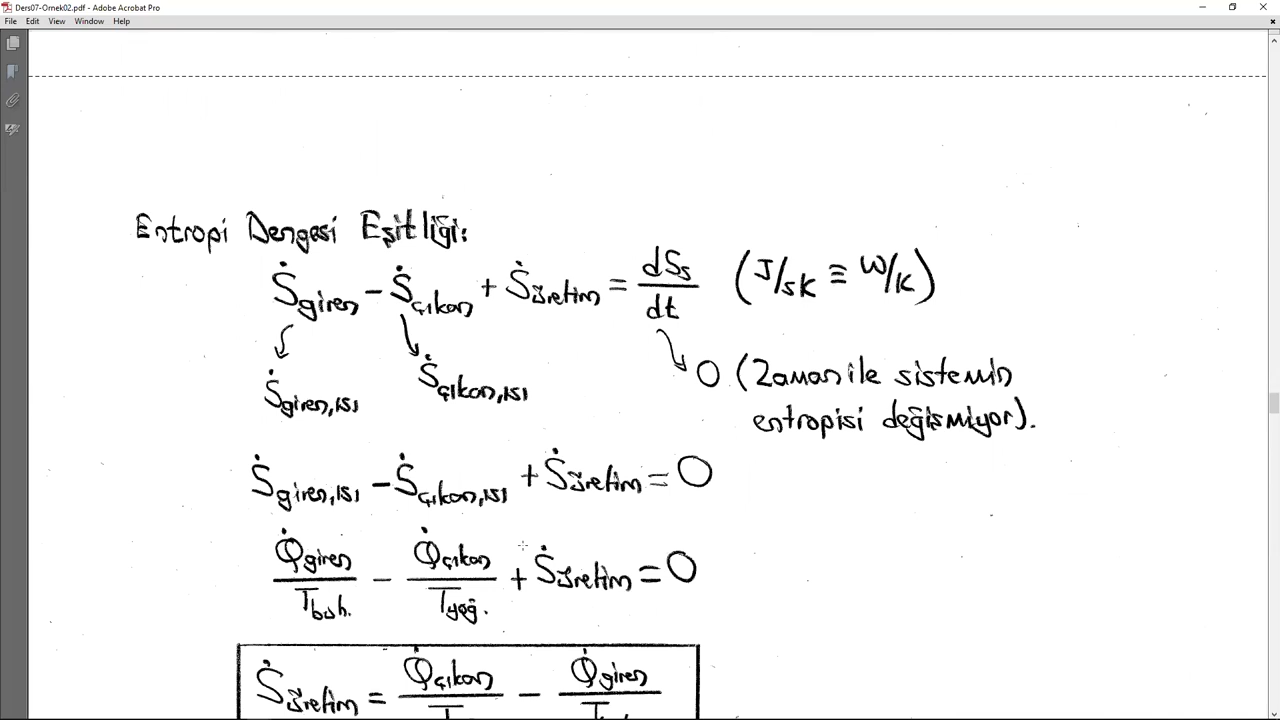 Ders07-Ornek02.pdf - Adobe Acrobat Pro
File Edit View Window Help
Entropi Dengesi Eşitliği:
Ṡgiren − Ṡçıkan + Ṡüretim = dSs/dt (J/sK ≡ W/K)
Ṡgiren,ısı Ṡçıkan,ısı 0 (Zaman ile sistemin
entropisi değişmiyor).
Ṡgiren,ısı − Ṡçıkan,ısı + Ṡüretim = 0
Q̇giren/Tbuh. − Q̇çıkan/Tyoğ. + Ṡüretim = 0
Ṡüretim = Q̇çıkan/T − Q̇giren/T